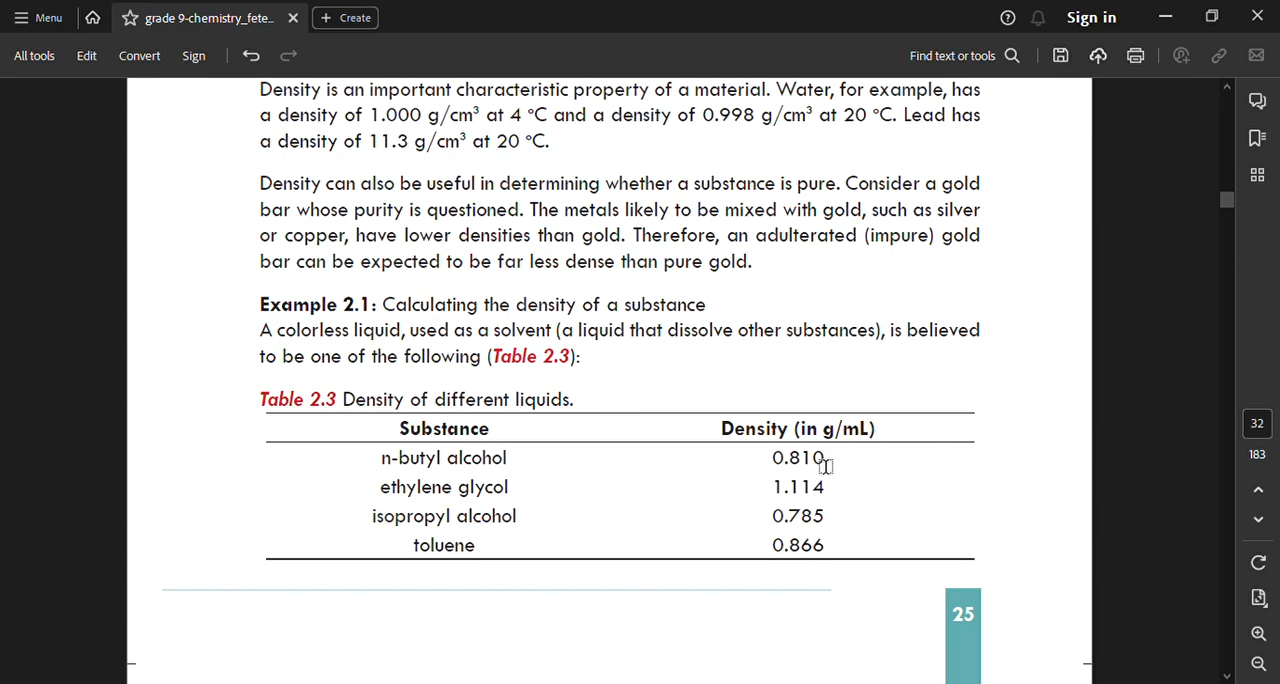 Menu
grade 9-chemistry_fete...
Create
Sign in
All tools
Edit
Convert
Sign
Find text or tools
Density is an important characteristic property of a material. Water, for example, has
a density of 1.000 g/cm³ at 4 °C and a density of 0.998 g/cm³ at 20 °C. Lead has
a density of 11.3 g/cm³ at 20 °C.
Density can also be useful in determining whether a substance is pure. Consider a gold
bar whose purity is questioned. The metals likely to be mixed with gold, such as silver
or copper, have lower densities than gold. Therefore, an adulterated (impure) gold
bar can be expected to be far less dense than pure gold.
Example 2.1: Calculating the density of a substance
A colorless liquid, used as a solvent (a liquid that dissolve other substances), is believed
to be one of the following (Table 2.3):
Table 2.3 Density of different liquids.
Substance Density (in g/mL)
n-butyl alcohol 0.810
ethylene glycol 1.114
isopropyl alcohol 0.785
toluene 0.866
25
32
183